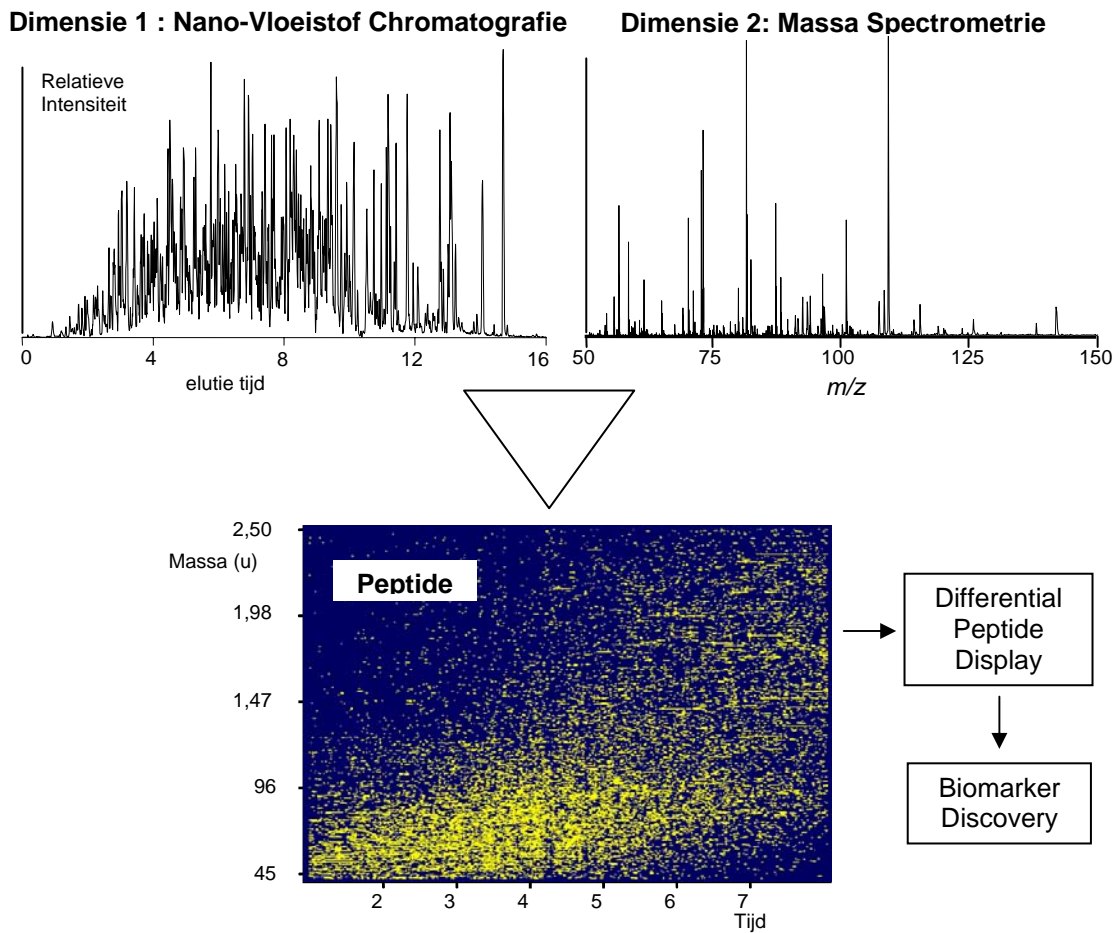 Dimensie 1 : Nano-Vloeistof Chromatografie
Dimensie 2: Massa Spectrometrie
Relatieve
Intensiteit
0 4 8 12 16
elutie tijd
50 75 100 125 150
m/z
2,50
Massa (u)
1,98
1,47
96
45
Peptide
2 3 4 5 6 7
Tijd
Differential
Peptide
Display
Biomarker
Discovery